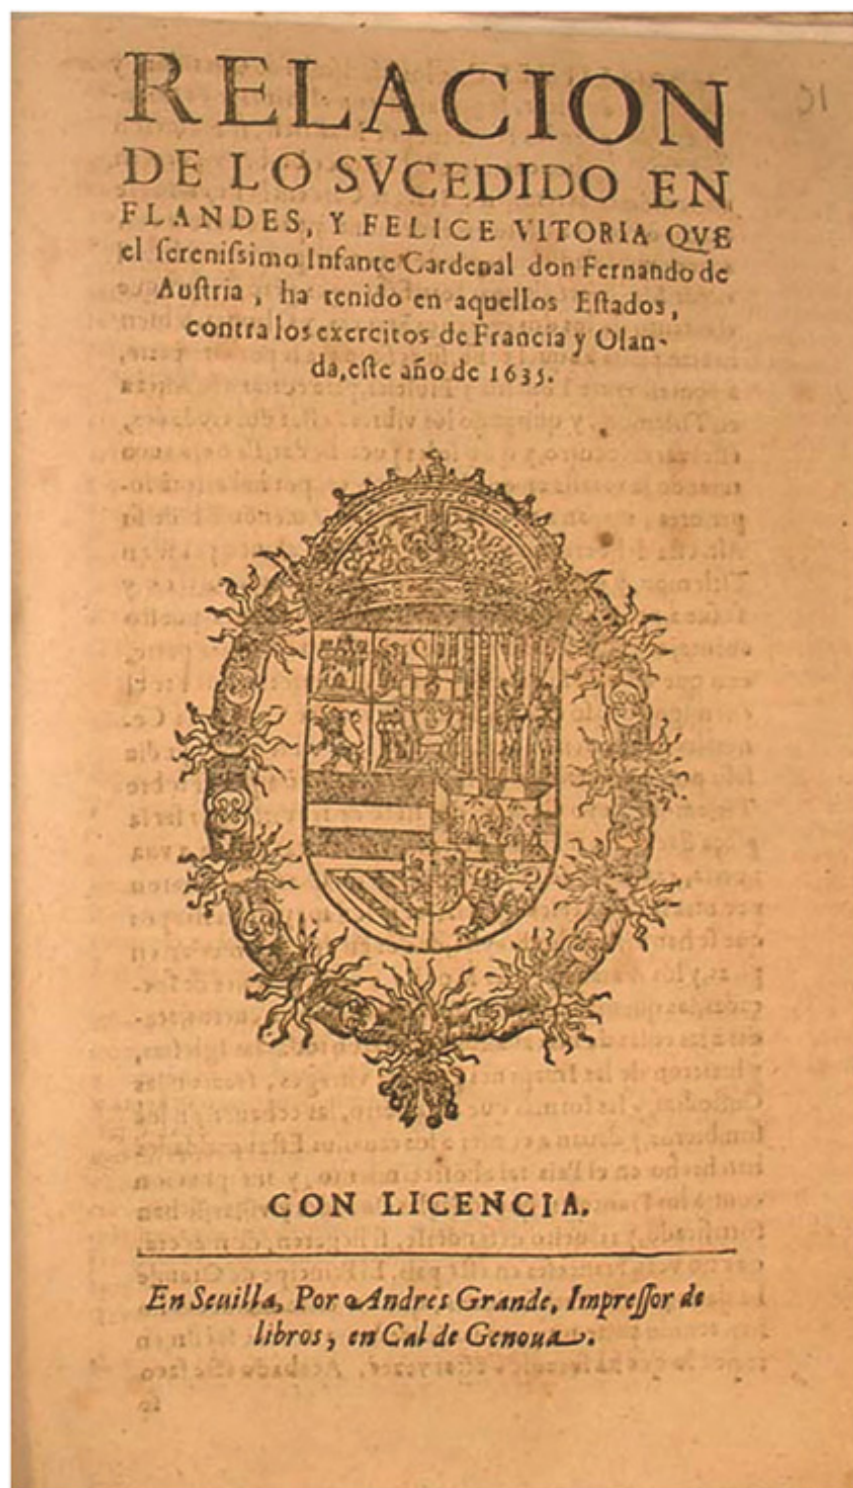 RELACION
DE LO SVCEDIDO EN
FLANDES, Y FELICE VITORIA QVE
el ſereniſsimo Infante Cardenal don Fernando de
Auſtria, ha tenido en aquellos Eſtados,
contra los exercitos de Francia y Olan-
da, eſte año de 1635.
CON LICENCIA.
En Seuilla, Por Andres Grande, Impreſſor de
libros, en Cal de Genoua.